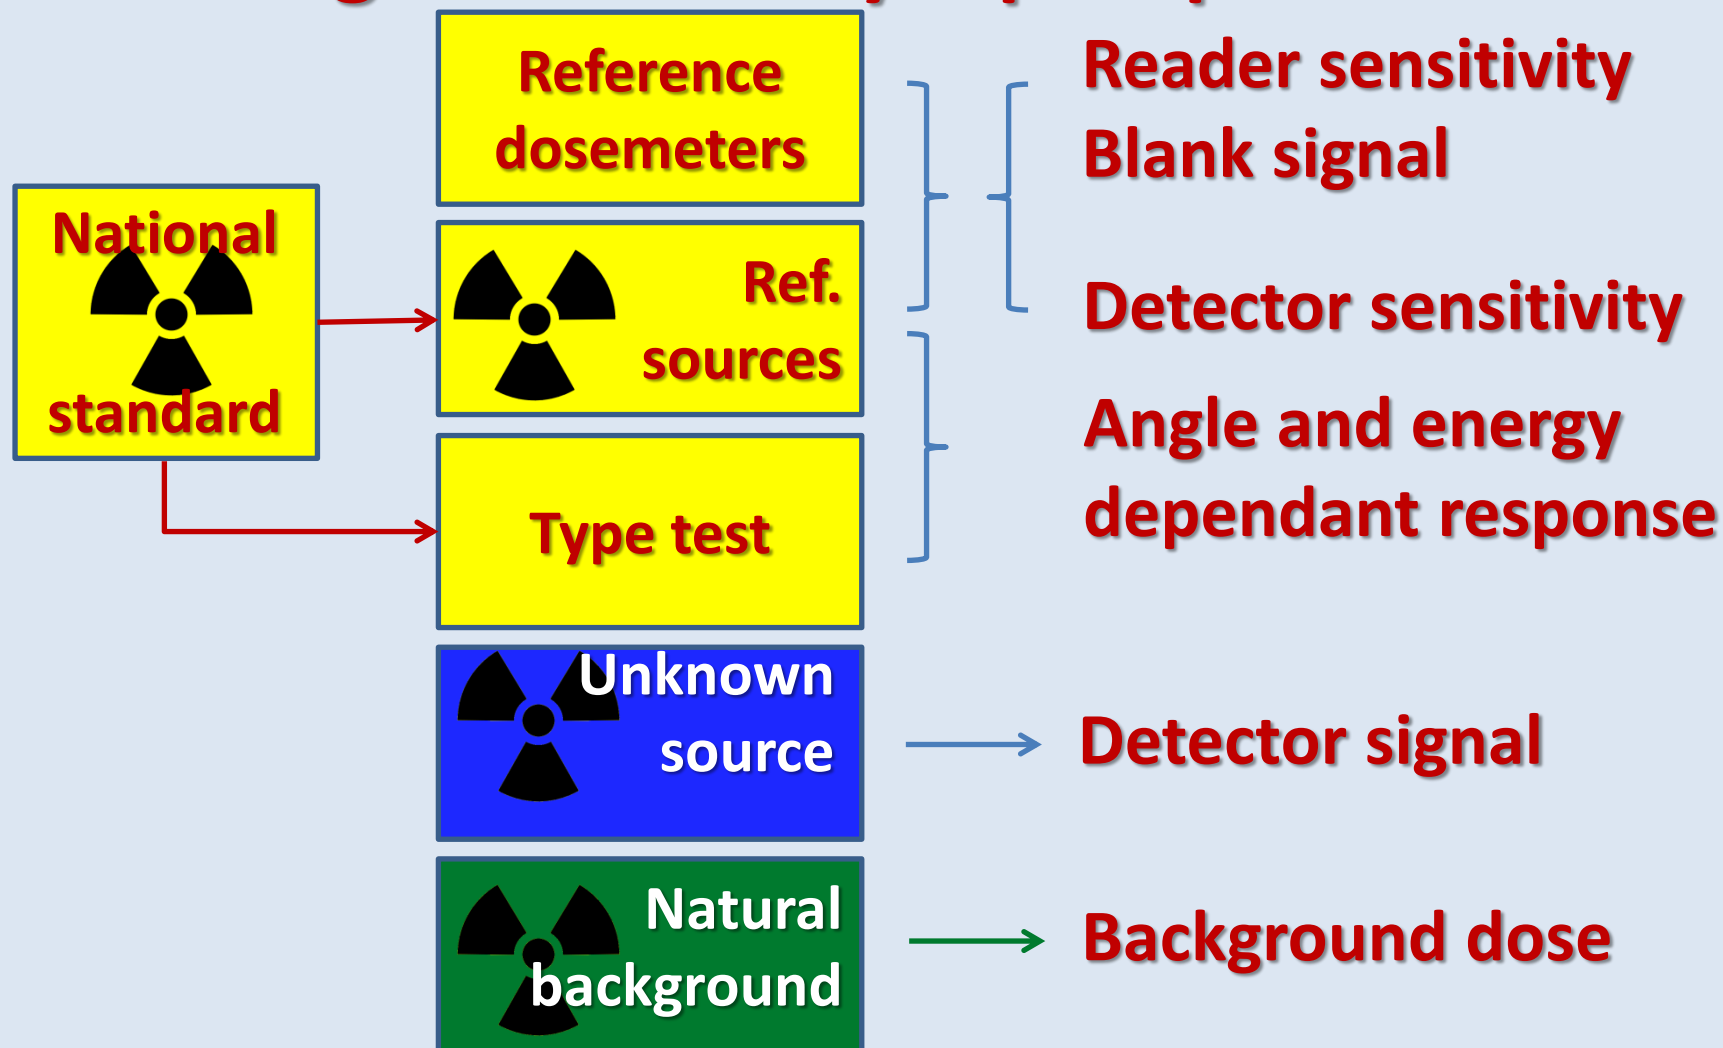 Reference
dosemeters
National
standard
Ref.
sources
Type test
Unknown
source
Natural
background
Reader sensitivity
Blank signal
Detector sensitivity
Angle and energy
dependant response
Detector signal
Background dose